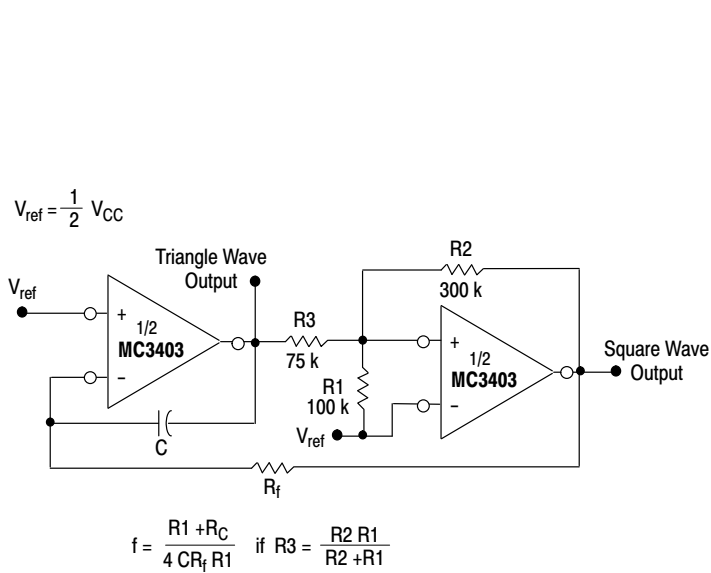 Vref = 1/2 VCC
Triangle Wave
Output
Vref
+
1/2
MC3403
−
C
R3
75 k
R1
100 k
Vref
R2
300 k
+
1/2
MC3403
−
Square Wave
Output
Rf
f = R1 +RC / 4 CRf R1 if R3 = R2 R1 / R2 +R1